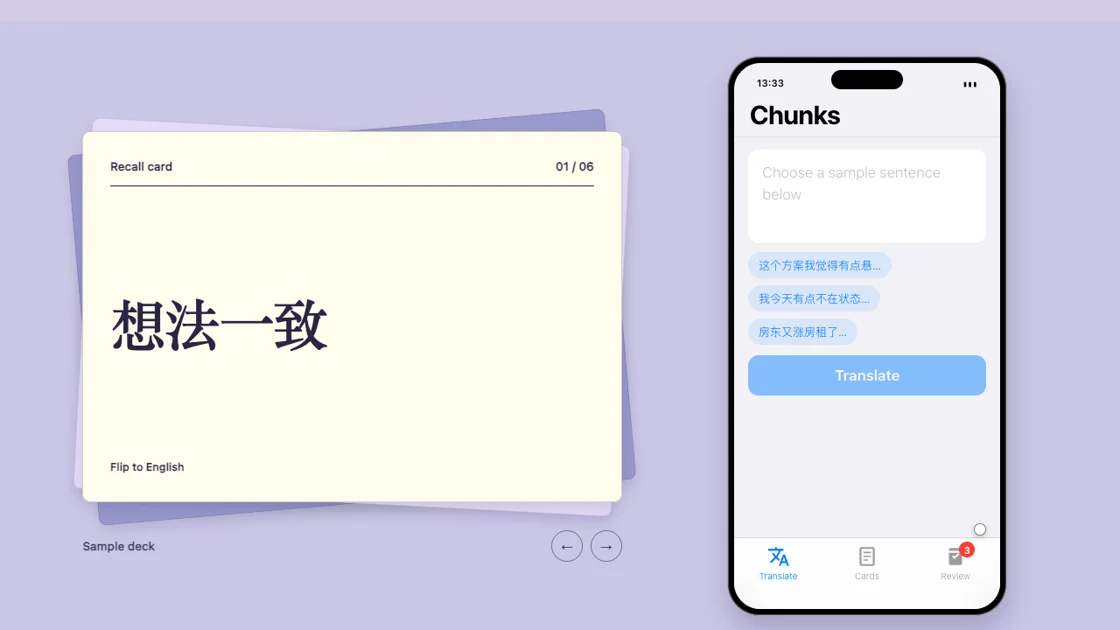 Recall card
01 / 06
想法一致
Flip to English
Sample deck
← →
13:33
Chunks
Choose a sample sentence
below
这个方案我觉得有点悬...
我今天有点不在状态...
房东又涨房租了...
Translate
3
Translate
Cards
Review